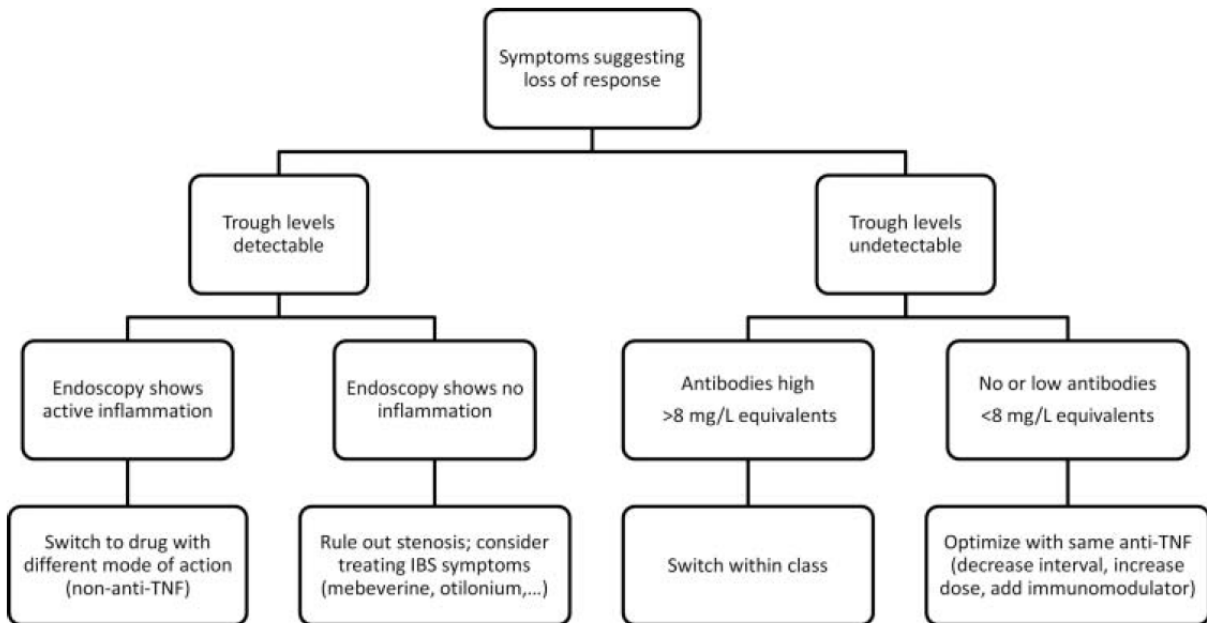 Symptoms suggesting
loss of response
Trough levels
detectable
Trough levels
undetectable
Endoscopy shows
active inflammation
Endoscopy shows no
inflammation
Antibodies high
>8 mg/L equivalents
No or low antibodies
<8 mg/L equivalents
Switch to drug with
different mode of action
(non-anti-TNF)
Rule out stenosis; consider
treating IBS symptoms
(mebeverine, otilonium,...)
Switch within class
Optimize with same anti-TNF
(decrease interval, increase
dose, add immunomodulator)